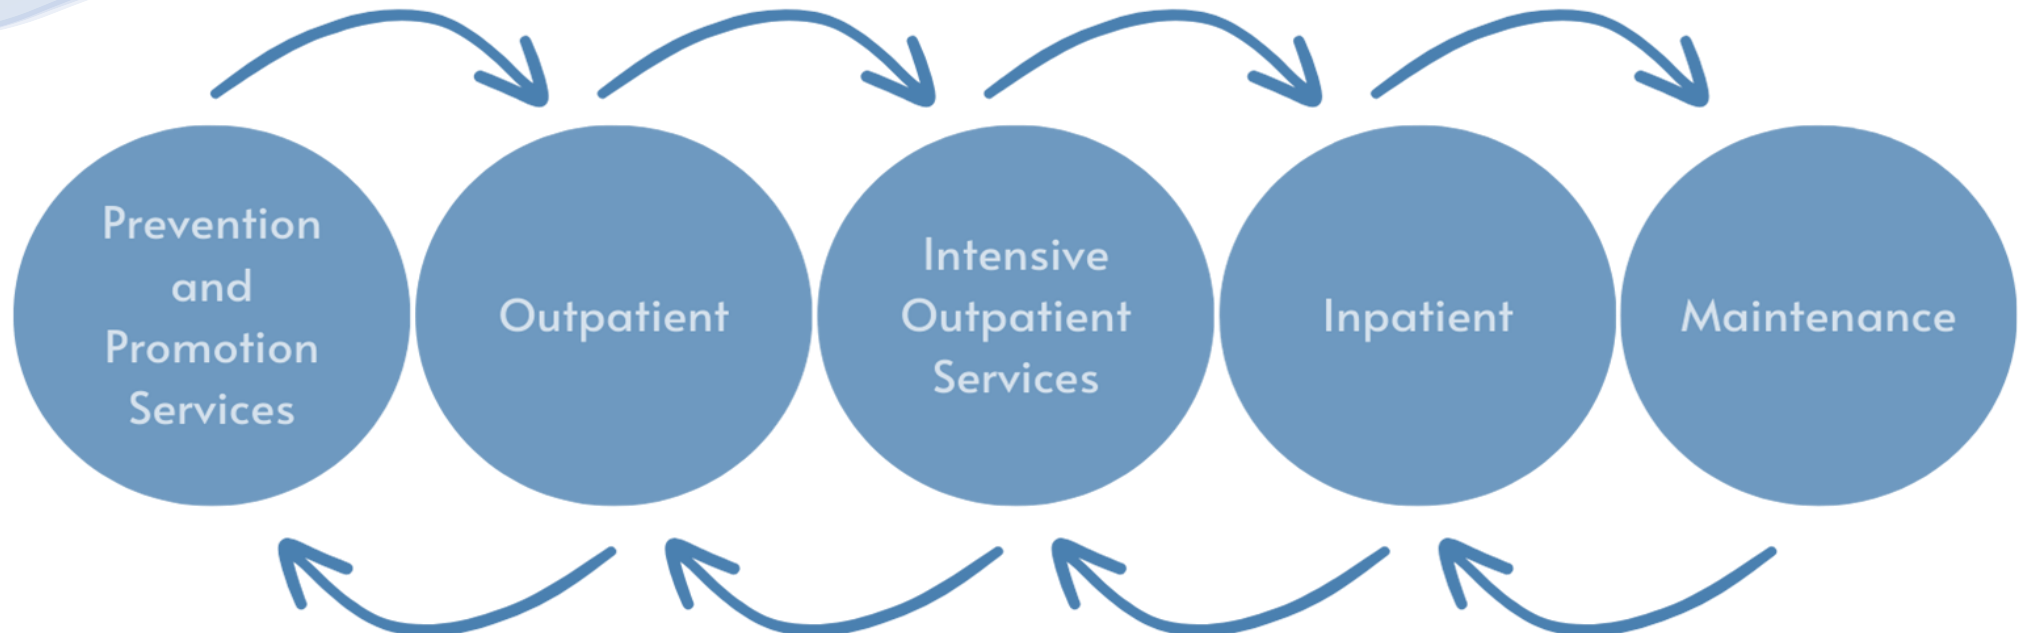 Prevention
and
Promotion
Services
Outpatient
Intensive
Outpatient
Services
Inpatient
Maintenance